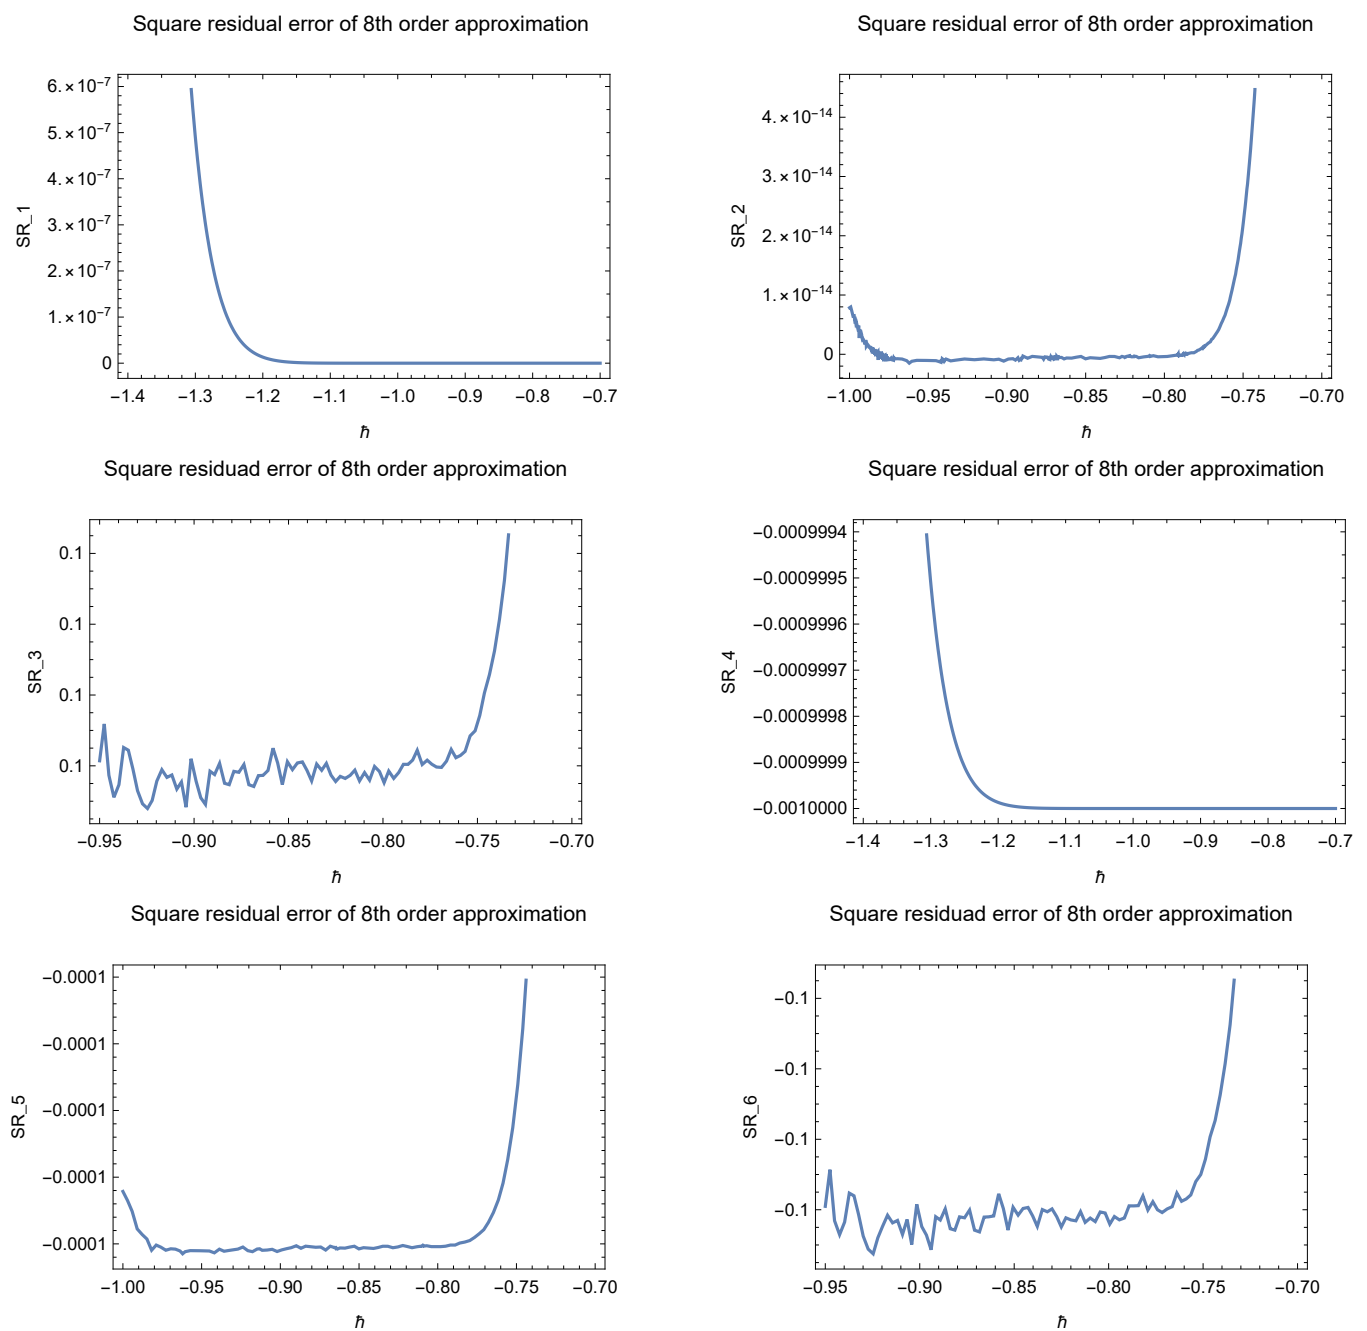 Square residual error of 8th order approximation
6.×10⁻⁷
5.×10⁻⁷
4.×10⁻⁷
3.×10⁻⁷
2.×10⁻⁷
1.×10⁻⁷
0
SR_1
−1.4 −1.3 −1.2 −1.1 −1.0 −0.9 −0.8 −0.7
ℏ
Square residual error of 8th order approximation
4.×10⁻¹⁴
3.×10⁻¹⁴
2.×10⁻¹⁴
1.×10⁻¹⁴
0
SR_2
−1.00 −0.95 −0.90 −0.85 −0.80 −0.75 −0.70
ℏ
Square residuad error of 8th order approximation
0.1
0.1
0.1
0.1
SR_3
−0.95 −0.90 −0.85 −0.80 −0.75 −0.70
ℏ
Square residual error of 8th order approximation
−0.0009994
−0.0009995
−0.0009996
−0.0009997
−0.0009998
−0.0009999
−0.0010000
SR_4
−1.4 −1.3 −1.2 −1.1 −1.0 −0.9 −0.8 −0.7
ℏ
Square residual error of 8th order approximation
−0.0001
−0.0001
−0.0001
−0.0001
−0.0001
SR_5
−1.00 −0.95 −0.90 −0.85 −0.80 −0.75 −0.70
ℏ
Square residuad error of 8th order approximation
−0.1
−0.1
−0.1
−0.1
SR_6
−0.95 −0.90 −0.85 −0.80 −0.75 −0.70
ℏ